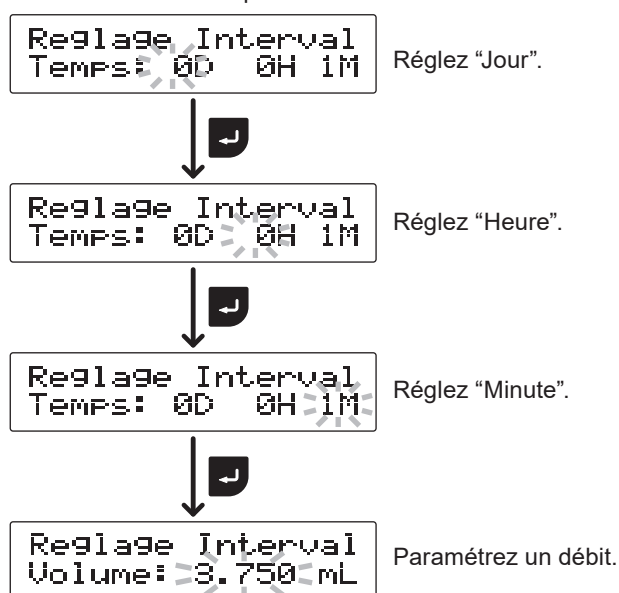 Reglage Interval
Temps: 0D 0H 1M
Réglez “Jour”.
Reglage Interval
Temps: 0D 0H 1M
Réglez “Heure”.
Reglage Interval
Temps: 0D 0H 1M
Réglez “Minute”.
Reglage Interval
Volume: 3.750 mL
Paramétrez un débit.